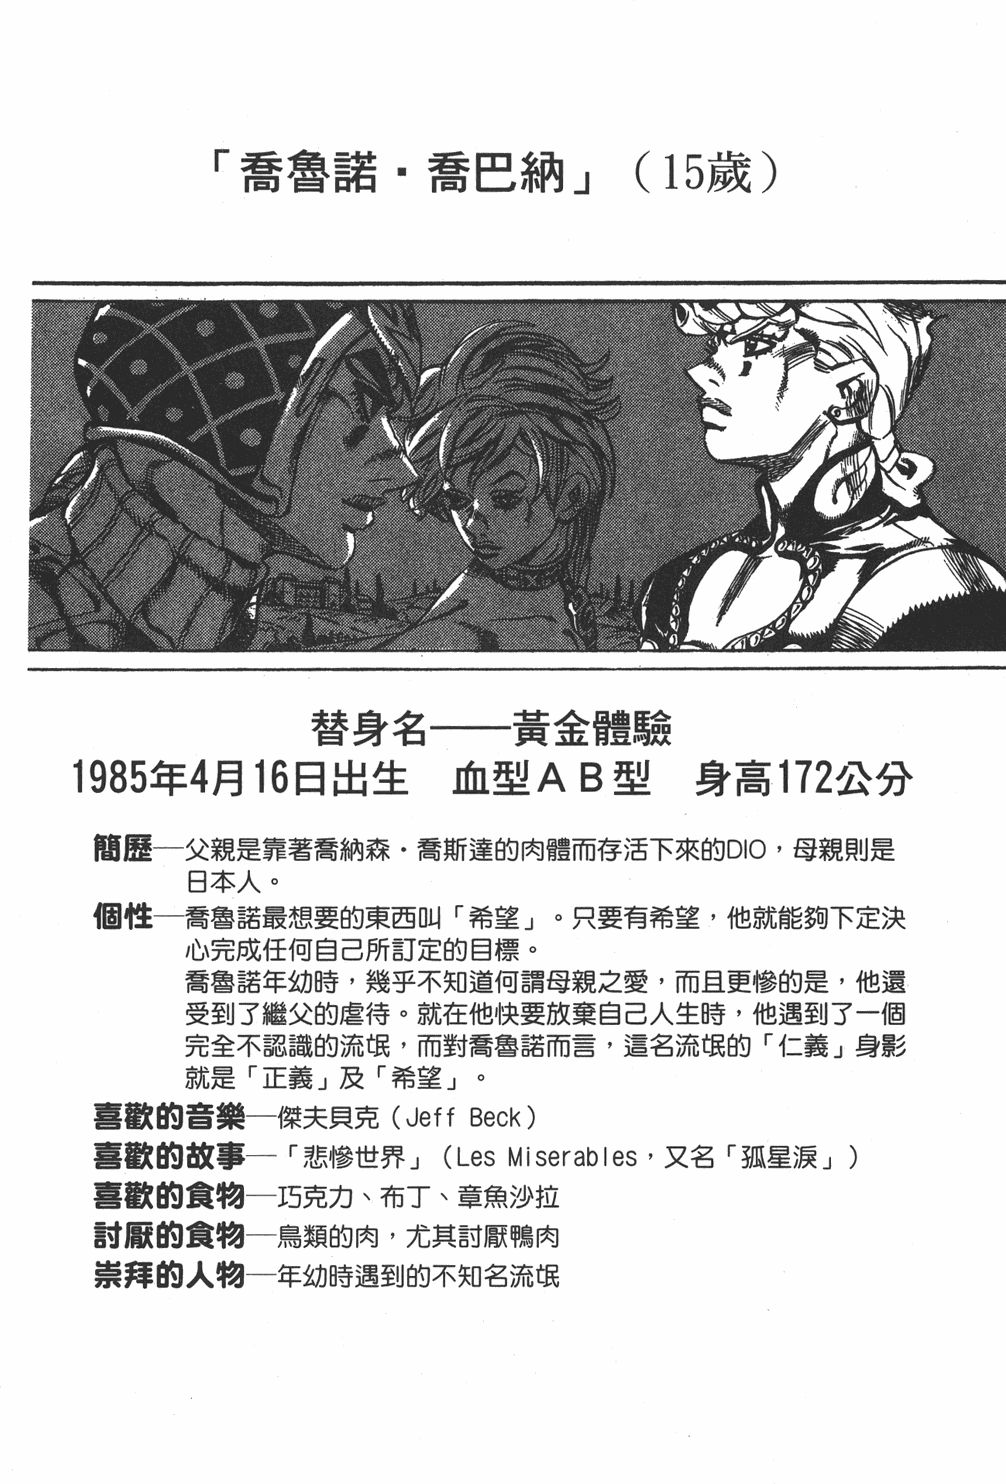 「喬魯諾・喬巴納」（15歲）
替身名——黃金體驗
1985年4月16日出生　血型ＡＢ型　身高172公分
簡歷—父親是靠著喬納森・喬斯達的肉體而存活下來的DIO，母親則是
日本人。
個性—喬魯諾最想要的東西叫「希望」。只要有希望，他就能夠下定決
心完成任何自己所訂定的目標。
喬魯諾年幼時，幾乎不知道何謂母親之愛，而且更慘的是，他還
受到了繼父的虐待。就在他快要放棄自己人生時，他遇到了一個
完全不認識的流氓，而對喬魯諾而言，這名流氓的「仁義」身影
就是「正義」及「希望」。
喜歡的音樂—傑夫貝克（Jeff Beck）
喜歡的故事—「悲慘世界」（Les Miserables，又名「孤星淚」）
喜歡的食物—巧克力、布丁、章魚沙拉
討厭的食物—鳥類的肉，尤其討厭鴨肉
崇拜的人物—年幼時遇到的不知名流氓